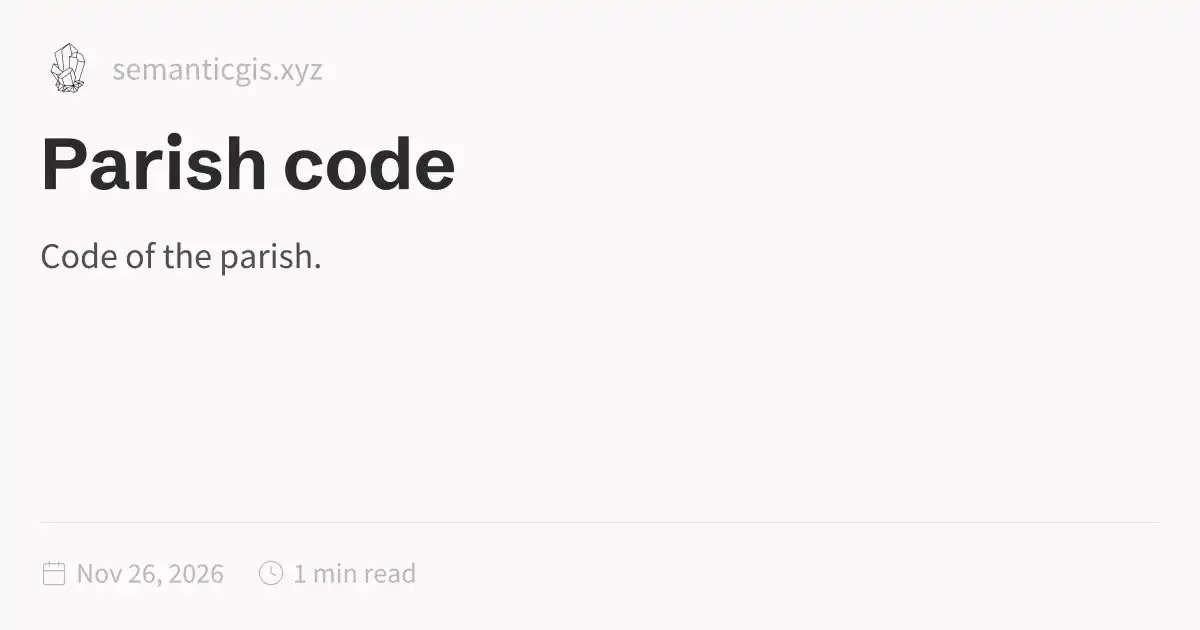 semanticgis.xyz
Parish code
Code of the parish.
Nov 26, 2026 1 min read